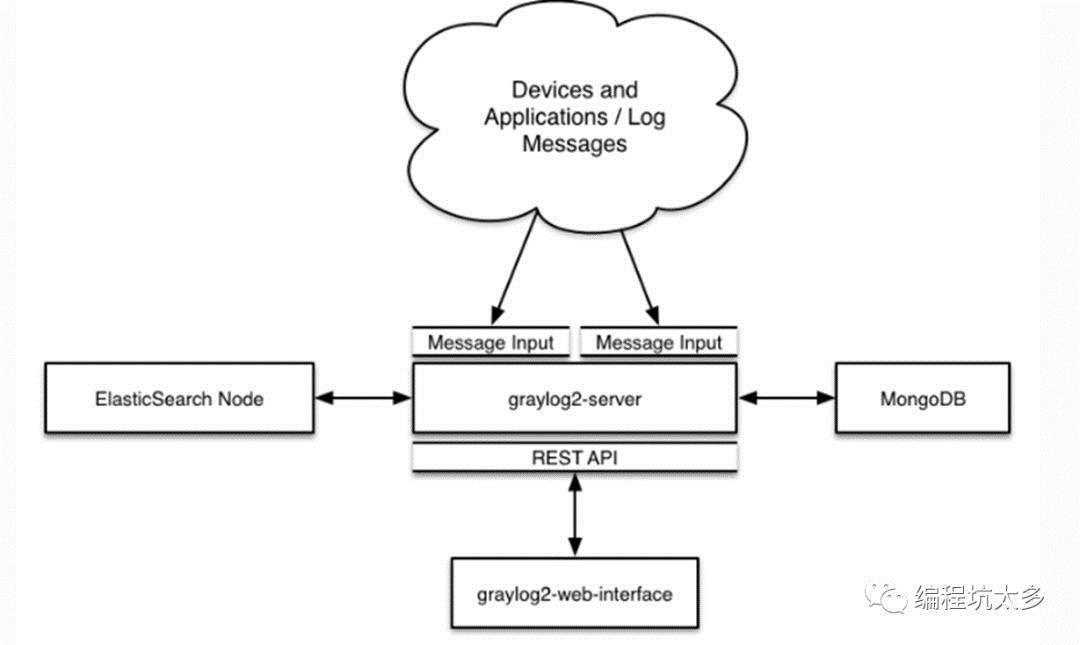 Devices and
Applications / Log
Messages
Message Input
Message Input
ElasticSearch Node
graylog2-server
MongoDB
REST API
graylog2-web-interface
编程坑太多